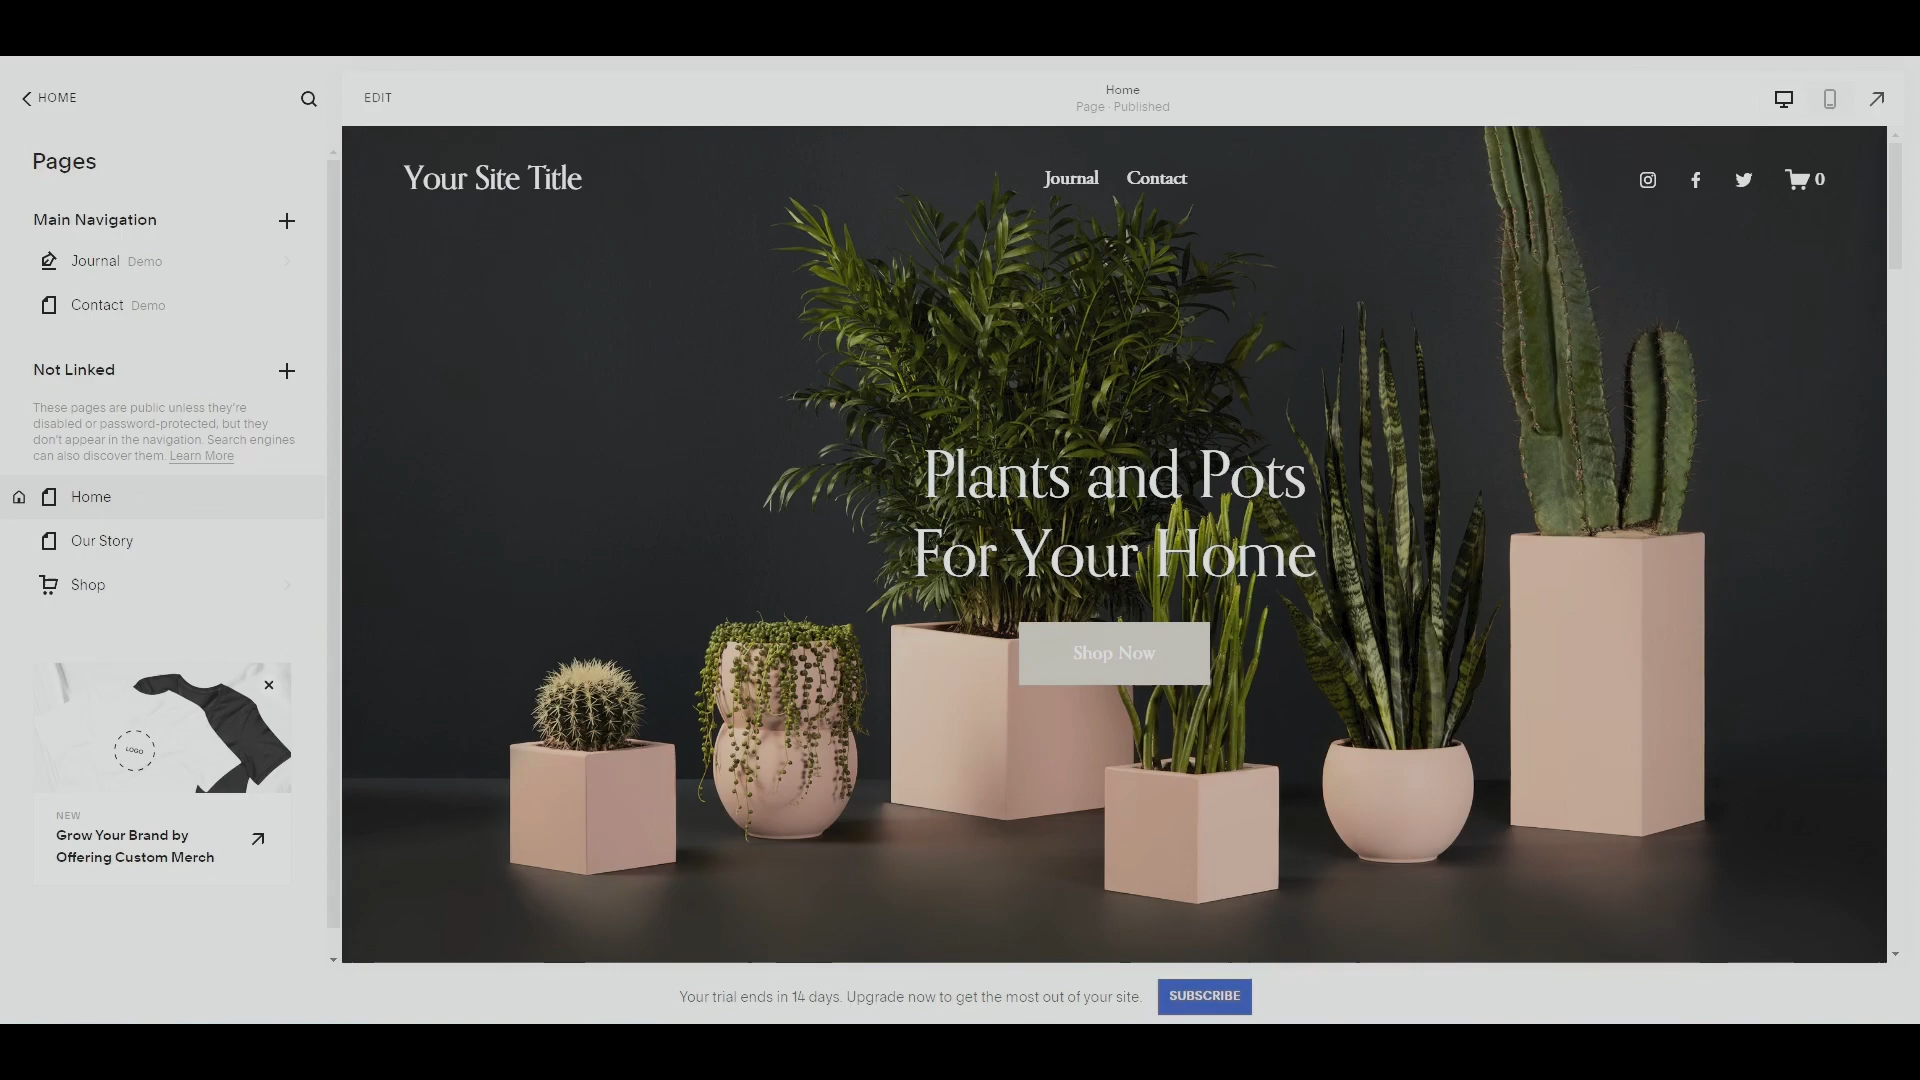 HOME
EDIT
Home
Page · Published
Pages
Main Navigation
Journal Demo
Contact Demo
Not Linked
These pages are public unless they're
disabled or password-protected, but they
don't appear in the navigation. Search engines
can also discover them. Learn More
Home
Our Story
Shop
LOGO
NEW
Grow Your Brand by
Offering Custom Merch
Your Site Title
Journal Contact
0
Plants and Pots
For Your Home
Shop Now
Your trial ends in 14 days. Upgrade now to get the most out of your site. SUBSCRIBE